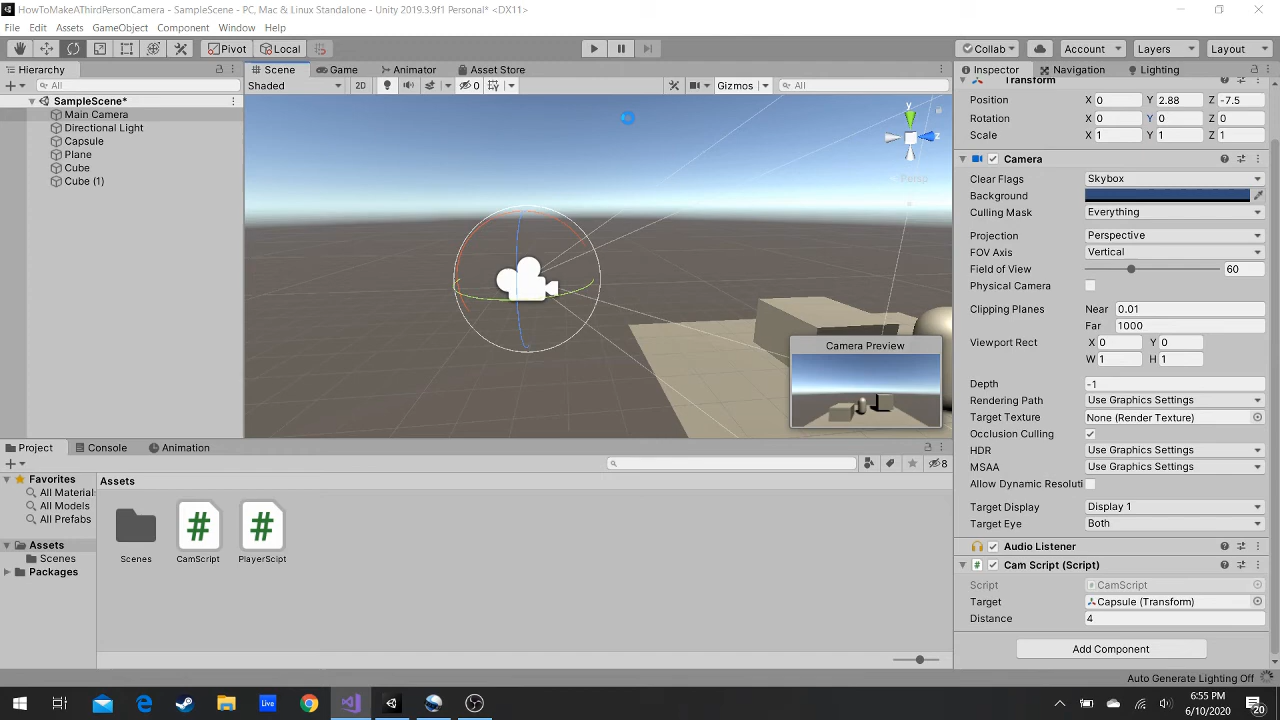 HowToMakeAThirdPersonCamera - SampleScene - PC, Mac & Linux Standalone - Unity 2019.3.9f1 Personal* <DX11>
File Edit Assets GameObject Component Window Help
Pivot Local Collab Account Layers Layout
Hierarchy
All
SampleScene*
Main Camera
Directional Light
Capsule
Plane
Cube
Cube (1)
Scene Game Animator Asset Store
Shaded 2D 0 Gizmos All
y
z
Persp
Camera Preview
Inspector Navigation Lighting
Transform
Position X 0 Y 2.88 Z -7.5
Rotation X 0 Y 0 Z 0
Scale X 1 Y 1 Z 1
Camera
Clear Flags Skybox
Background
Culling Mask Everything
Projection Perspective
FOV Axis Vertical
Field of View 60
Physical Camera
Clipping Planes Near 0.01
Far 1000
Viewport Rect X 0 Y 0
W 1 H 1
Depth -1
Rendering Path Use Graphics Settings
Target Texture None (Render Texture)
Occlusion Culling
HDR Use Graphics Settings
MSAA Use Graphics Settings
Allow Dynamic Resoluti
Target Display Display 1
Target Eye Both
Audio Listener
# Cam Script (Script)
Script CamScript
Target Capsule (Transform)
Distance 4
Add Component
Auto Generate Lighting Off
Project Console Animation
8
Favorites
All Material
All Models
All Prefabs
Assets
Scenes
Packages
Assets
# #
Scenes CamScript PlayerScript
Live
6:55 PM
6/10/2020
20